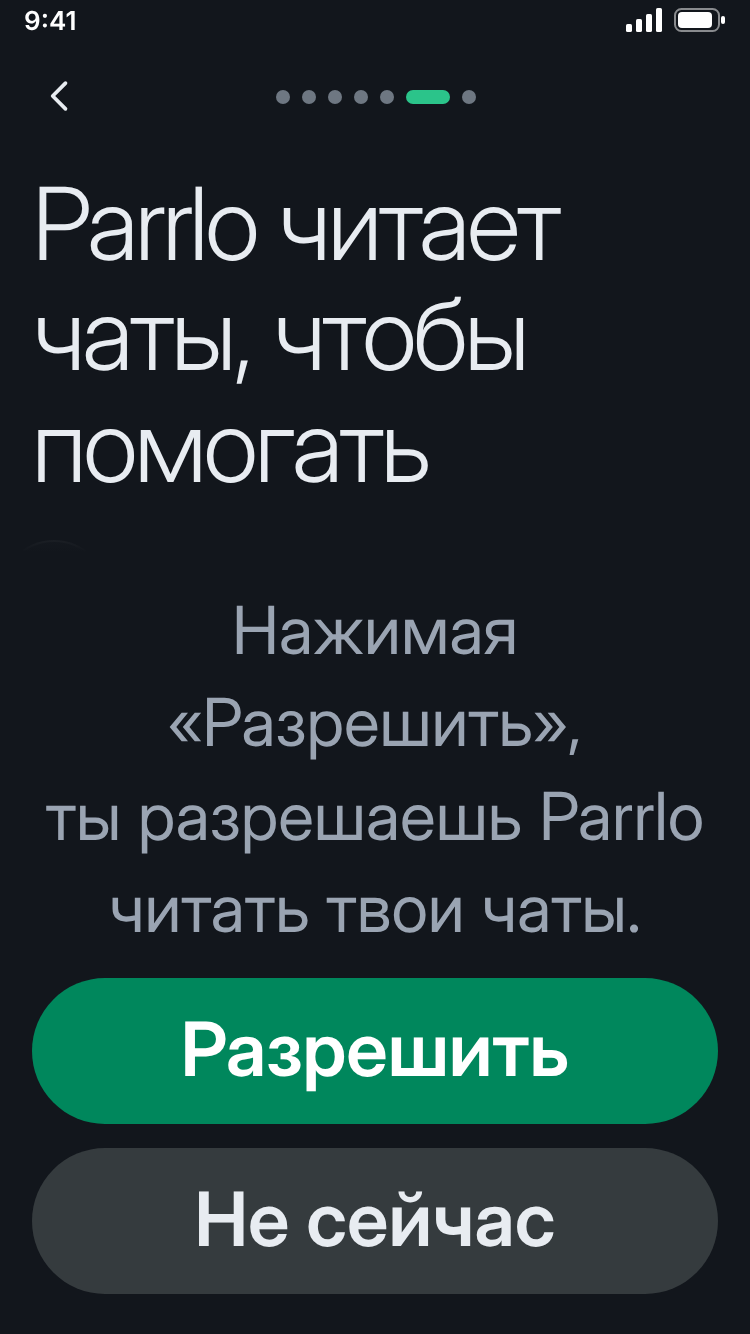 9:41
Parrlo читает
чаты, чтобы
помогать
Нажимая
«Разрешить»,
ты разрешаешь Parrlo
читать твои чаты.
Разрешить
Не сейчас